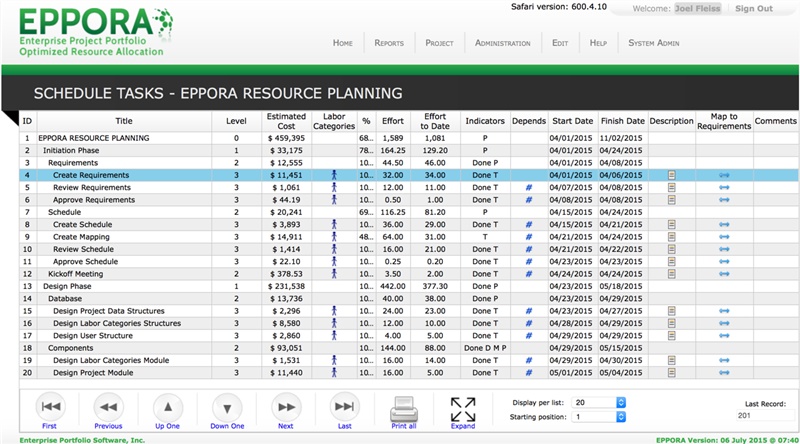 EPPORA
Enterprise Project Portfolio
Optimized Resource Allocation
Safari version: 600.4.10
Welcome: Joel Fleiss Sign Out
HOME REPORTS PROJECT ADMINISTRATION EDIT HELP SYSTEM ADMIN
SCHEDULE TASKS - EPPORA RESOURCE PLANNING
ID Title Level Estimated Cost Labor Categories % Effort Effort to Date Indicators Depends Start Date Finish Date Description Map to Requirements Comments
1 EPPORA RESOURCE PLANNING 0 $ 459,395 68... 1,589 1,081 P 04/01/2015 11/02/2015
2 Initiation Phase 1 $ 33,175 78... 164.25 129.20 P 04/01/2015 04/24/2015
3 Requirements 2 $ 12,555 10... 44.50 46.00 Done P 04/01/2015 04/08/2015
4 Create Requirements 3 $ 11,451 10... 32.00 34.00 Done T 04/01/2015 04/06/2015
5 Review Requirements 3 $ 1,061 10... 12.00 11.00 Done T # 04/07/2015 04/08/2015
6 Approve Requirements 3 $ 44.19 10... 0.50 1.00 Done T # 04/08/2015 04/08/2015
7 Schedule 2 $ 20,241 69... 116.25 81.20 P 04/15/2015 04/24/2015
8 Create Schedule 3 $ 3,893 10... 36.00 29.00 Done T # 04/15/2015 04/21/2015
9 Create Mapping 3 $ 14,911 48... 64.00 31.00 T # 04/21/2015 04/22/2015
10 Review Schedule 3 $ 1,414 10... 16.00 21.00 Done T # 04/21/2015 04/22/2015
11 Approve Schedule 3 $ 22.10 10... 0.25 0.20 Done T # 04/23/2015 04/23/2015
12 Kickoff Meeting 2 $ 378.53 10... 3.50 2.00 Done T # 04/24/2015 04/24/2015
13 Design Phase 1 $ 231,538 10... 442.00 377.30 Done P 04/23/2015 05/18/2015
14 Database 2 $ 13,736 10... 40.00 38.00 Done P 04/23/2015 04/29/2015
15 Design Project Data Structures 3 $ 2,296 10... 24.00 23.00 Done T # 04/23/2015 04/27/2015
16 Design Labor Categories Structures 3 $ 8,580 10... 12.00 10.00 Done T # 04/28/2015 04/29/2015
17 Design User Structure 3 $ 2,860 10... 4.00 5.00 Done T # 04/29/2015 04/29/2015
18 Components 2 $ 93,051 10... 144.00 88.00 Done D M P 04/29/2015 05/15/2015
19 Design Labor Categories Module 3 $ 1,531 10... 16.00 14.00 Done T # 04/29/2015 04/30/2015
20 Design Project Module 3 $ 11,440 10... 16.00 5.00 Done T # 05/01/2015 05/04/2015
First Previous Up One Down One Next Last Print all Expand
Display per list: 20
Starting position: 1
Last Record:
201
Enterprise Portfolio Software, Inc. EPPORA Version: 06 July 2015 @ 07:40